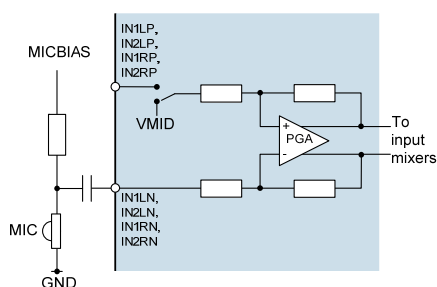 IN1LP,
IN2LP,
IN1RP,
IN2RP
MICBIAS
VMID
+
PGA
-
To
input
mixers
IN1LN,
IN2LN,
IN1RN,
IN2RN
MIC
GND